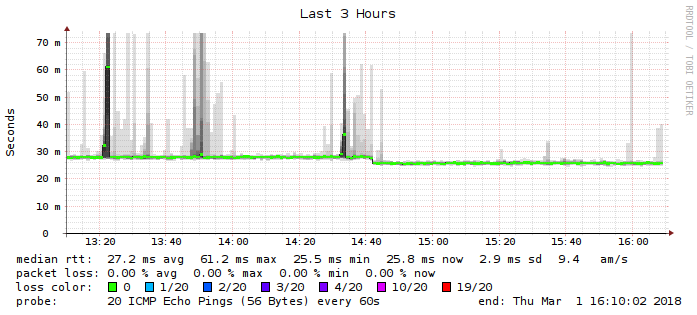 Last 3 Hours
RRDTOOL / TOBI OETIKER
Seconds
70 m
60 m
50 m
40 m
30 m
20 m
10 m
0
13:20 13:40 14:00 14:20 14:40 15:00 15:20 15:40 16:00
median rtt: 27.2 ms avg 61.2 ms max 25.5 ms min 25.8 ms now 2.9 ms sd 9.4 am/s
packet loss: 0.00 % avg 0.00 % max 0.00 % min 0.00 % now
loss color: 0 1/20 2/20 3/20 4/20 10/20 19/20
probe: 20 ICMP Echo Pings (56 Bytes) every 60s end: Thu Mar 1 16:10:02 2018